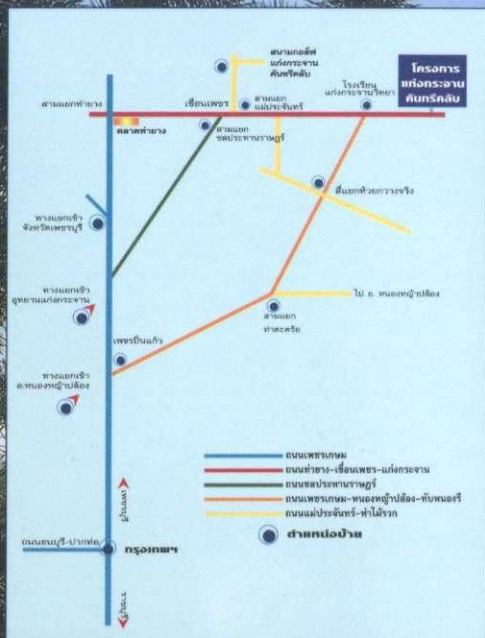 สนามกอล์ฟ
แก่งกระจาน
คันทรีคลับ
โครงการ
แก่งกระจาน
คันทรีคลับ
โรงเรียน
แก่งกระจานวิทยา
สามแยกท่ายาง
เขื่อนเพชร
สามแยก
แม่ประจันทร์
ตลาดท่ายาง
สามแยก
ชลประทานราษฎร์
สี่แยกห้วยกวางจริง
ทางแยกเข้า
จังหวัดเพชรบุรี
ทางแยกเข้า
อุทยานแก่งกระจาน
ไป อ. หนองหญ้าปล้อง
สามแยก
ท่าตะคร้อ
เพชรปิ่นแก้ว
ทางแยกเข้า
อ.หนองหญ้าปล้อง
ถนนเพชรเกษม
ถนนท่ายาง-เขื่อนเพชร-แก่งกระจาน
ถนนชลประทานราษฎร์
ถนนเพชรเกษม-หนองหญ้าปล้อง-ทับหนองรี
ถนนแม่ประจันทร์-ท่าไม้รวก
ตำแหน่งป้าย
เพชรบุรี
ถนนธนบุรี-ปากท่อ
กรุงเทพฯ
ราชบุรี